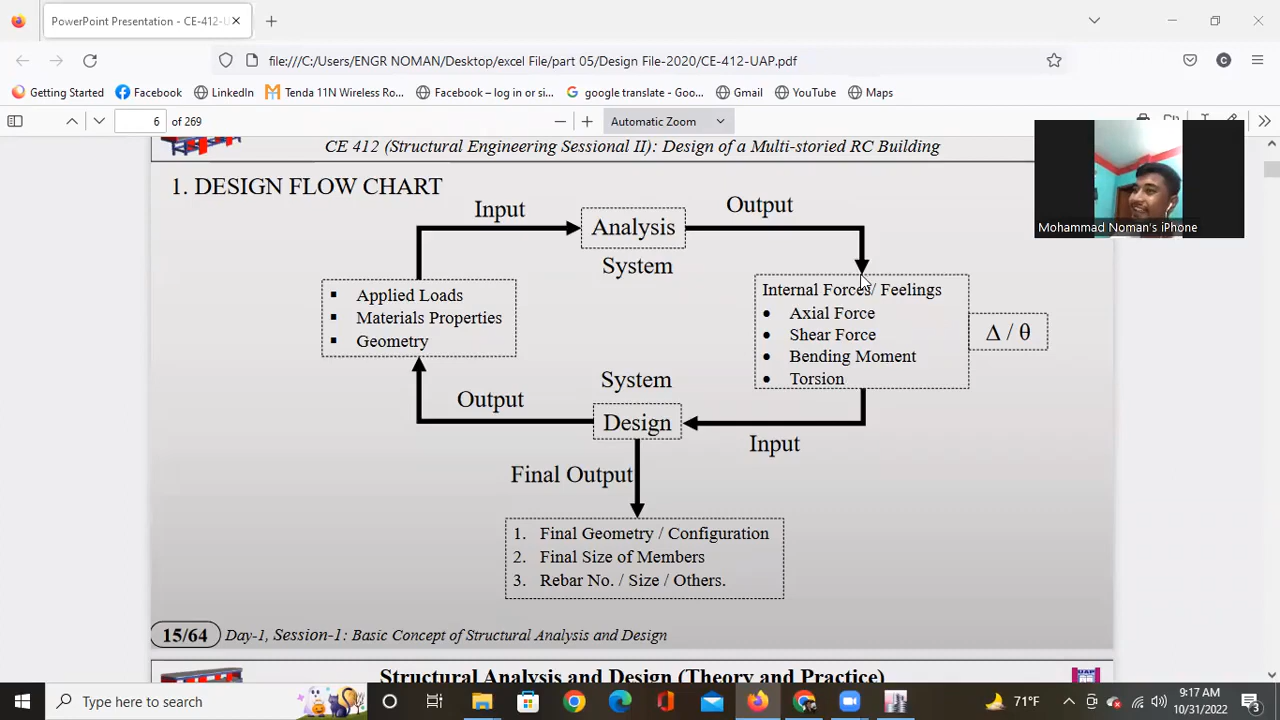 PowerPoint Presentation - CE-412-U
file:///C:/Users/ENGR NOMAN/Desktop/excel File/part 05/Design File-2020/CE-412-UAP.pdf
Getting Started
Facebook
LinkedIn
Tenda 11N Wireless Ro...
Facebook – log in or si...
google translate - Goo...
Gmail
YouTube
Maps
6 of 269
Automatic Zoom
CE 412 (Structural Engineering Sessional II): Design of a Multi-storied RC Building
Mohammad Noman's iPhone
1. DESIGN FLOW CHART
Input
Analysis
Output
System
Applied Loads
Materials Properties
Geometry
Internal Forces/ Feelings
Axial Force
Shear Force
Bending Moment
Torsion
Δ / θ
System
Output
Design
Input
Final Output
1. Final Geometry / Configuration
2. Final Size of Members
3. Rebar No. / Size / Others.
15/64 Day-1, Session-1: Basic Concept of Structural Analysis and Design
Structural Analysis and Design (Theory and Practice)
UAP
Type here to search
71°F
9:17 AM
10/31/2022
3